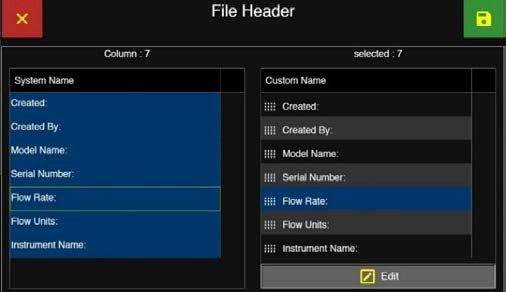 File Header
Column : 7
selected : 7
System Name
Created:
Created By:
Model Name:
Serial Number:
Flow Rate:
Flow Units:
Instrument Name:
Custom Name
Created:
Created By:
Model Name:
Serial Number:
Flow Rate:
Flow Units:
Instrument Name:
Edit